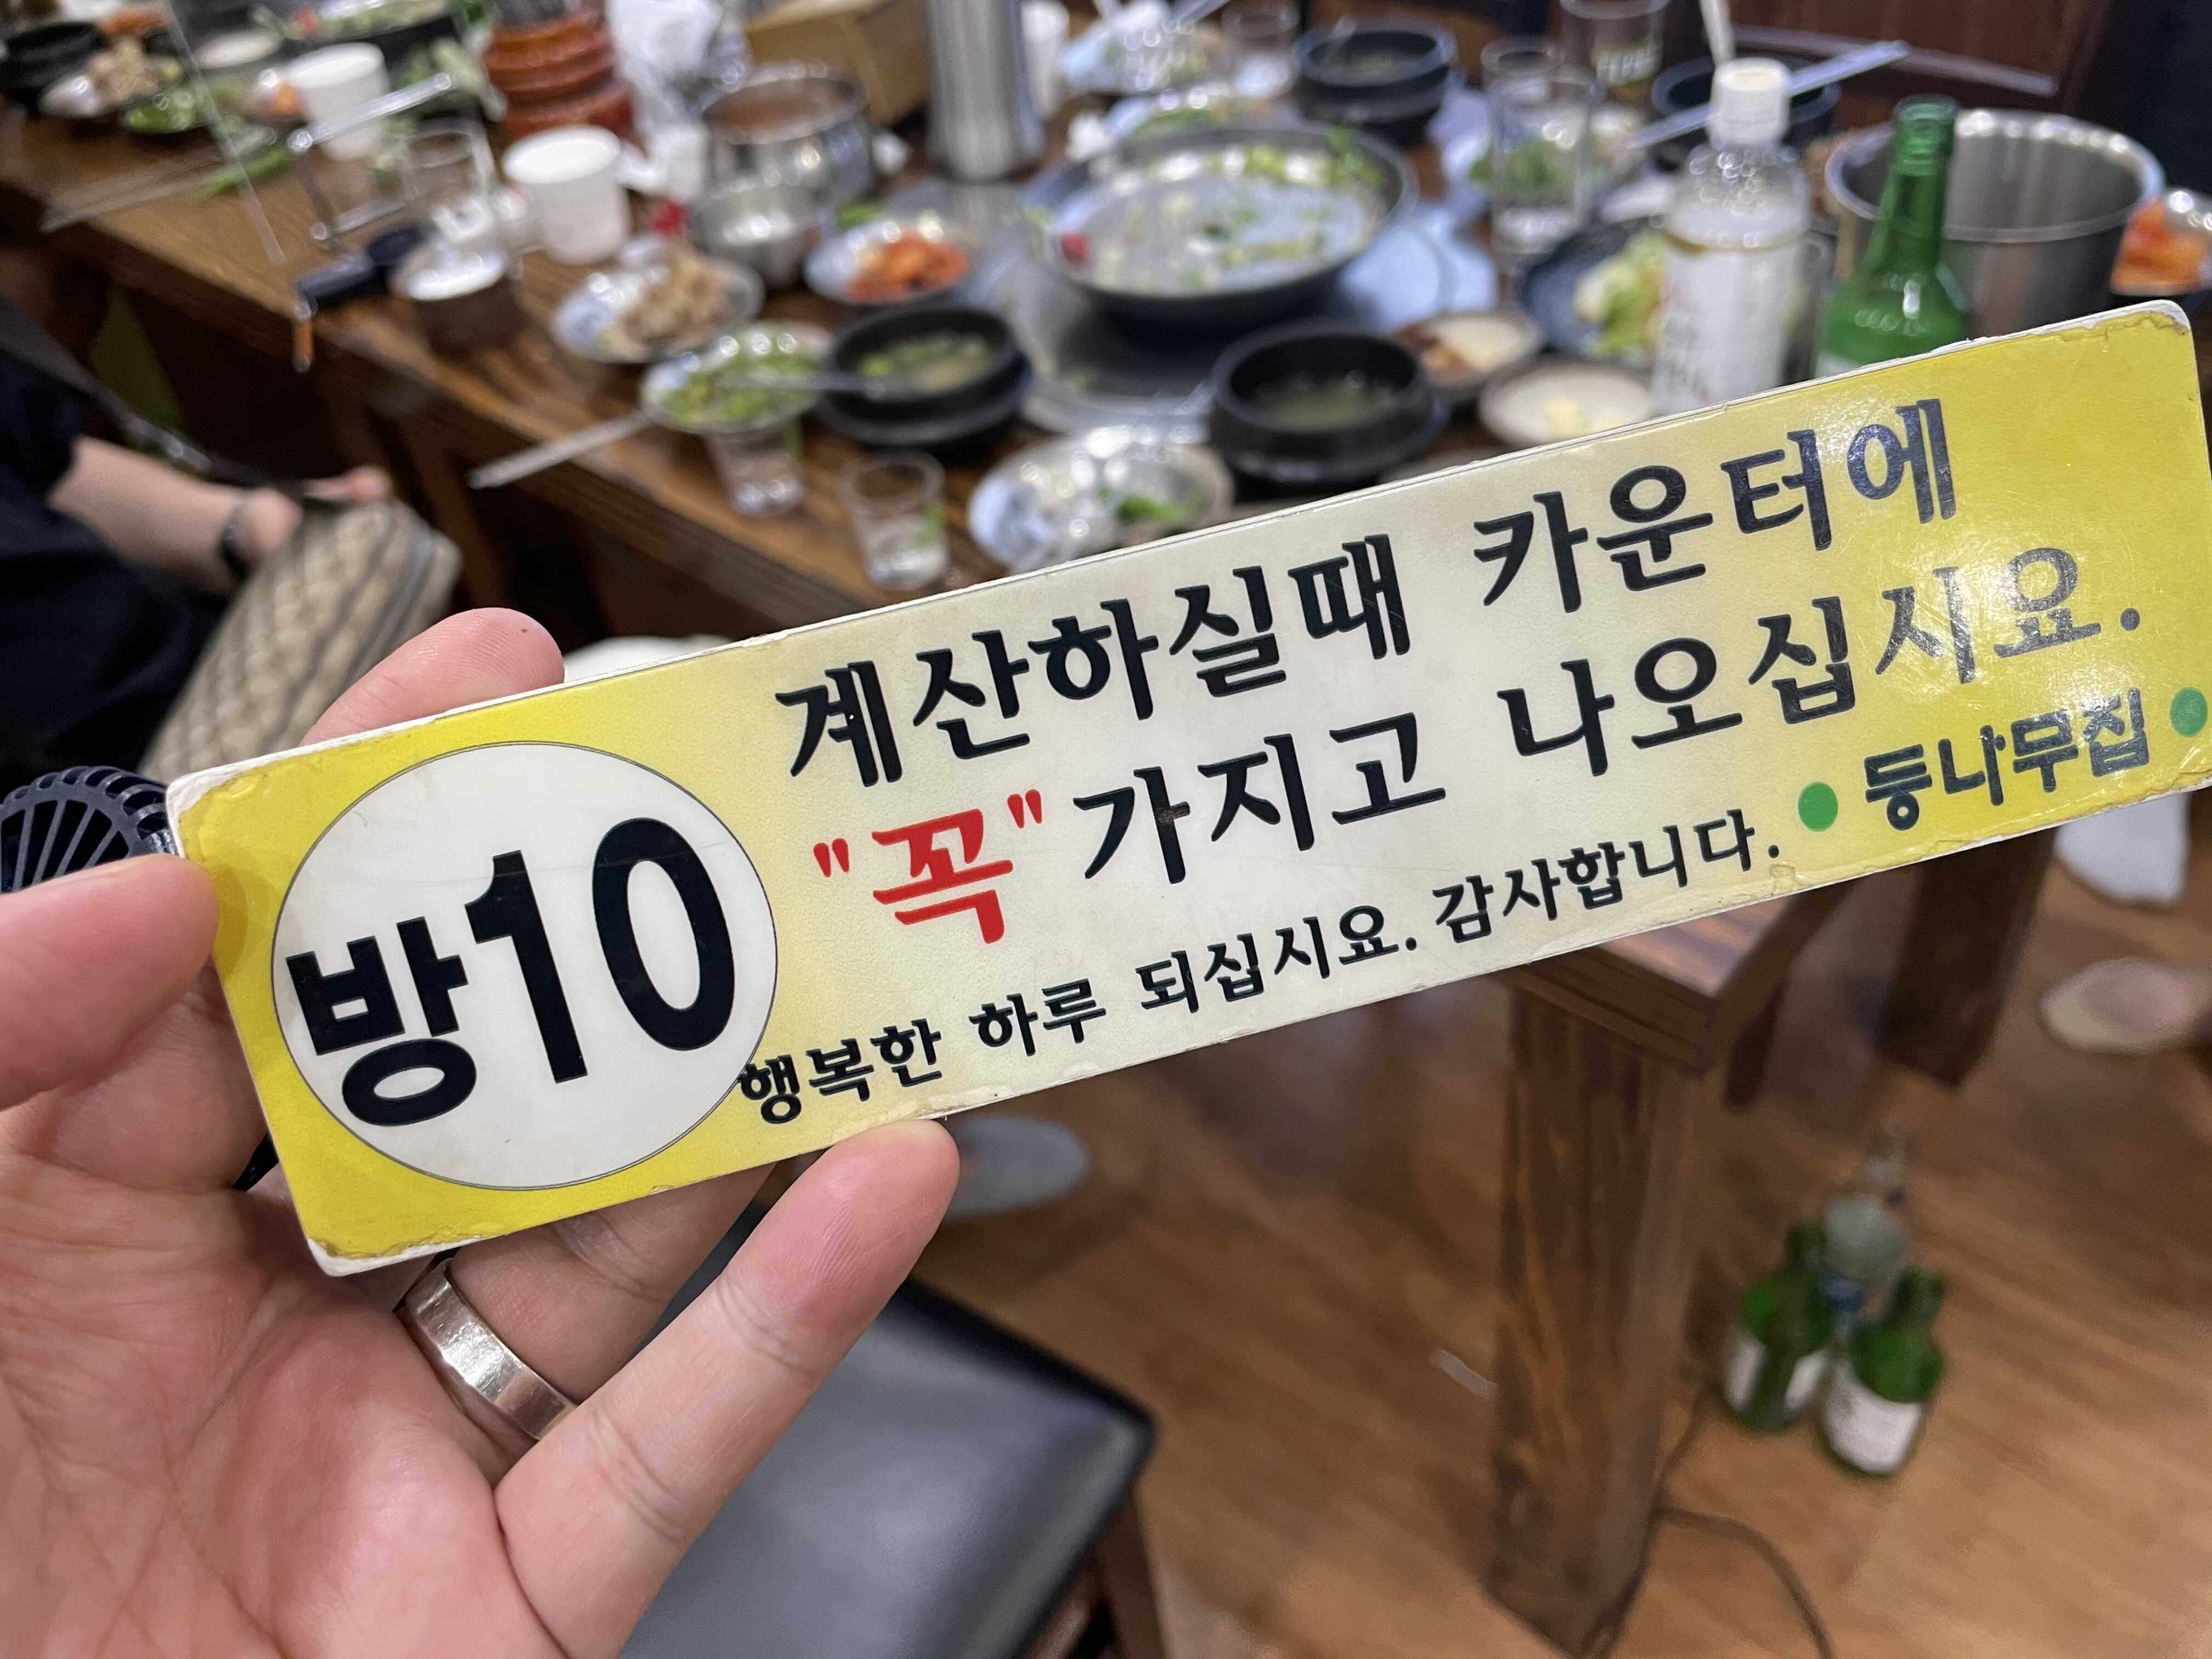 방10
계산하실때 카운터에
"꼭"가지고 나오십시요.
행복한 하루 되십시요. 감사합니다. ● 등나무집 ●